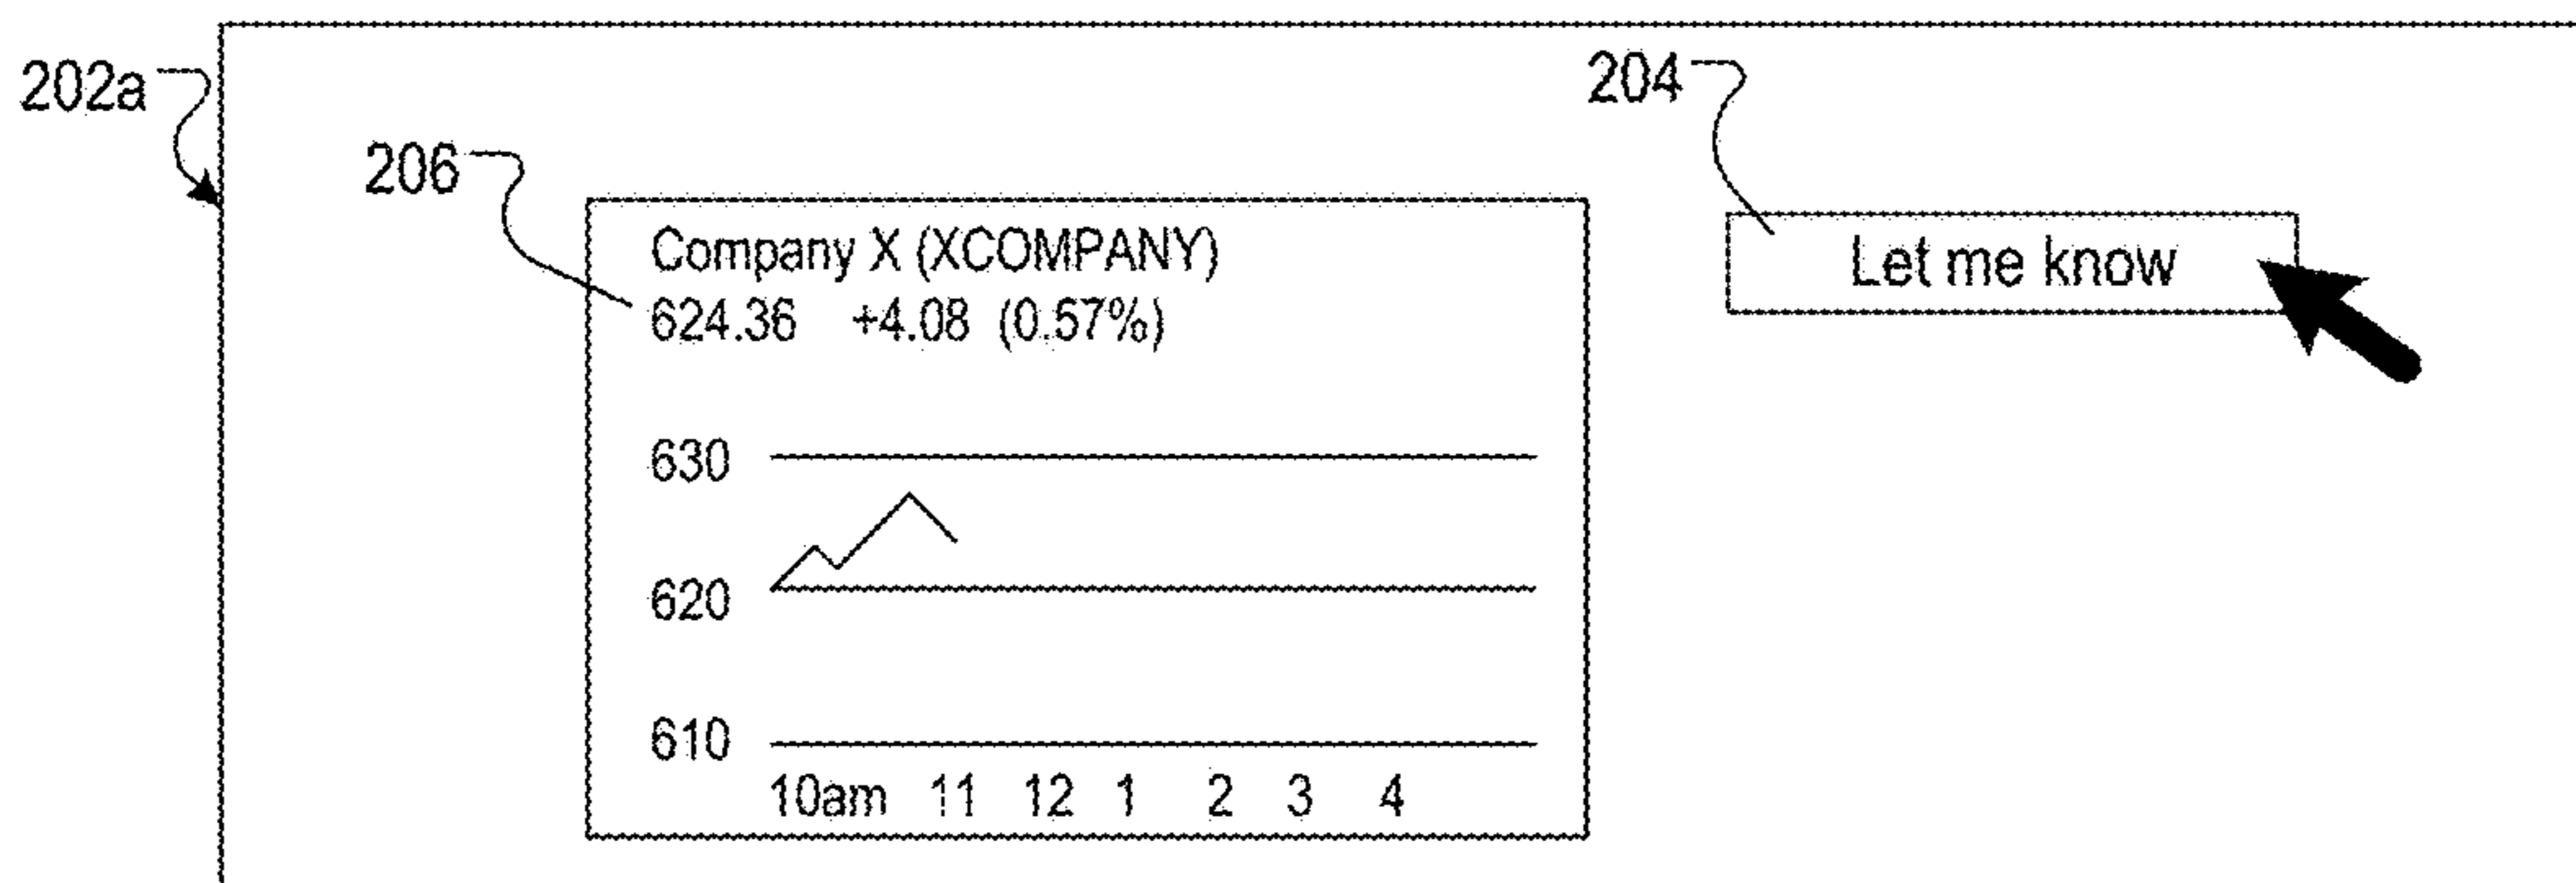 202a
204
206
Company X (XCOMPANY)
624.36 +4.08 (0.57%)
Let me know
630
620
610
10am 11 12 1 2 3 4